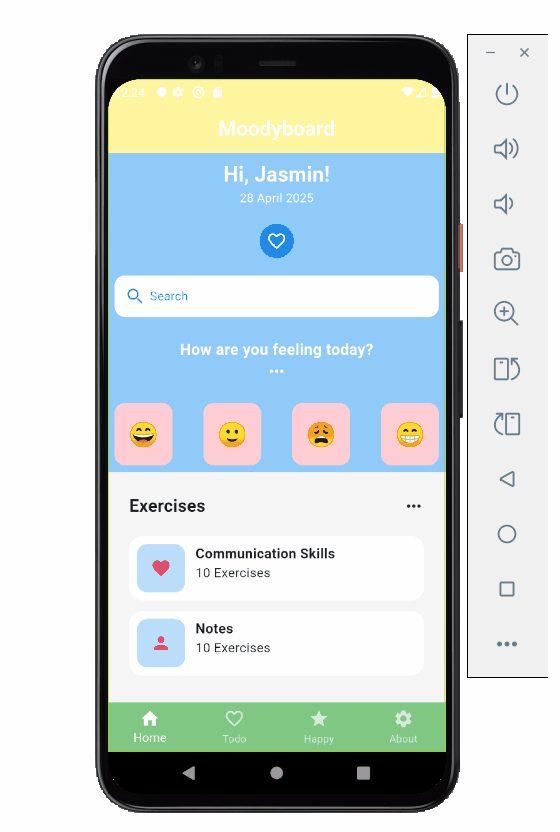 12:24
Moodyboard
Hi, Jasmin!
28 April 2025
Search
How are you feeling today?
Exercises
Communication Skills
10 Exercises
Notes
10 Exercises
Home Todo Happy About